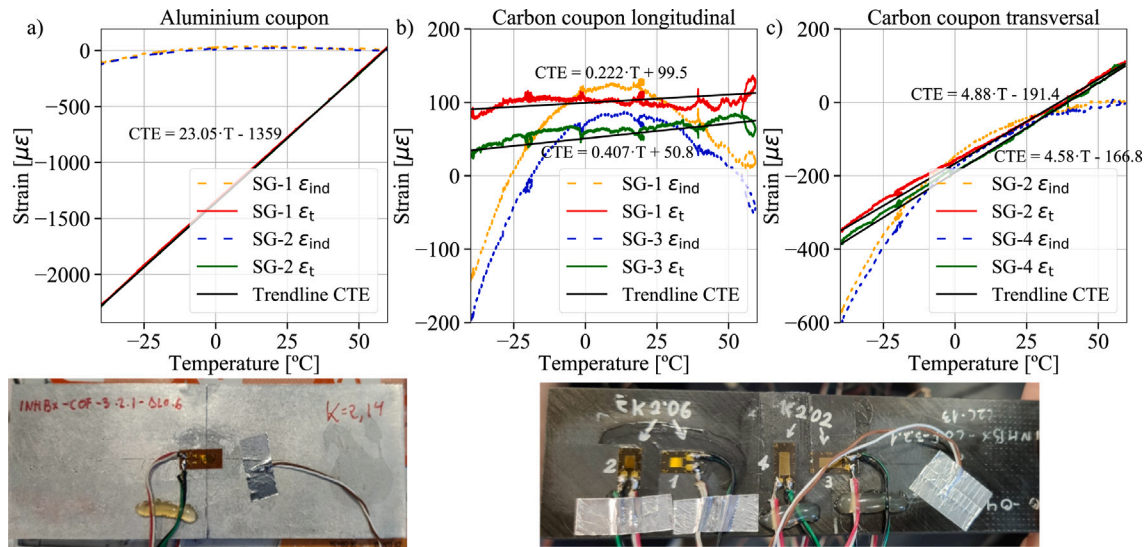 a)
Aluminium coupon
0
−500
−1000
−1500
−2000
Strain [με]
CTE = 23.05·T - 1359
SG-1 εind
SG-1 εt
SG-2 εind
SG-2 εt
Trendline CTE
−25
0
25
50
Temperature [ºC]
b)
Carbon coupon longitudinal
200
100
0
−100
−200
Strain [με]
CTE = 0.222·T + 99.5
CTE = 0.407·T + 50.8
SG-1 εind
SG-1 εt
SG-3 εind
SG-3 εt
Trendline CTE
−25
0
25
50
Temperature [ºC]
c)
Carbon coupon transversal
200
0
−200
−400
−600
Strain [με]
CTE = 4.88·T - 191.4
CTE = 4.58·T - 166.8
SG-2 εind
SG-2 εt
SG-4 εind
SG-4 εt
Trendline CTE
−25
0
25
50
Temperature [ºC]
K=2,14
K2.06
K2.02
2
1
4
3